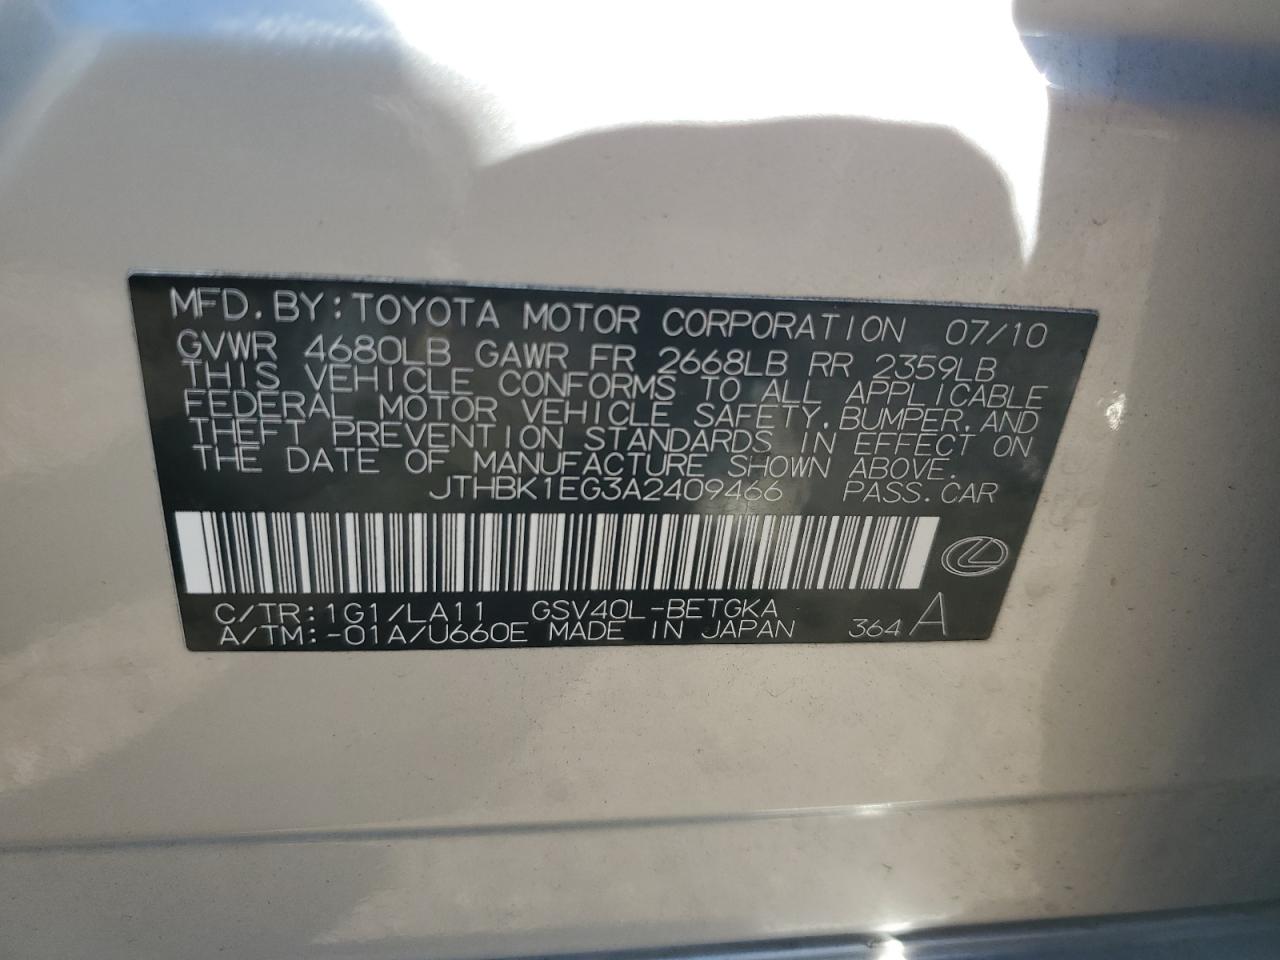 MFD. BY: TOYOTA MOTOR CORPORATION 07/10
GVWR 4680LB GAWR FR 2668LB RR 2359LB
THIS VEHICLE CONFORMS TO ALL APPLICABLE
FEDERAL MOTOR VEHICLE SAFETY, BUMPER, AND
THEFT PREVENTION STANDARDS IN EFFECT ON
THE DATE OF MANUFACTURE SHOWN ABOVE.
JTHBK1EG3A2409466 PASS. CAR
C/TR: 1G1/LA11 GSV40L-BETGKA
A/TM: -01A/U660E MADE IN JAPAN 364 A